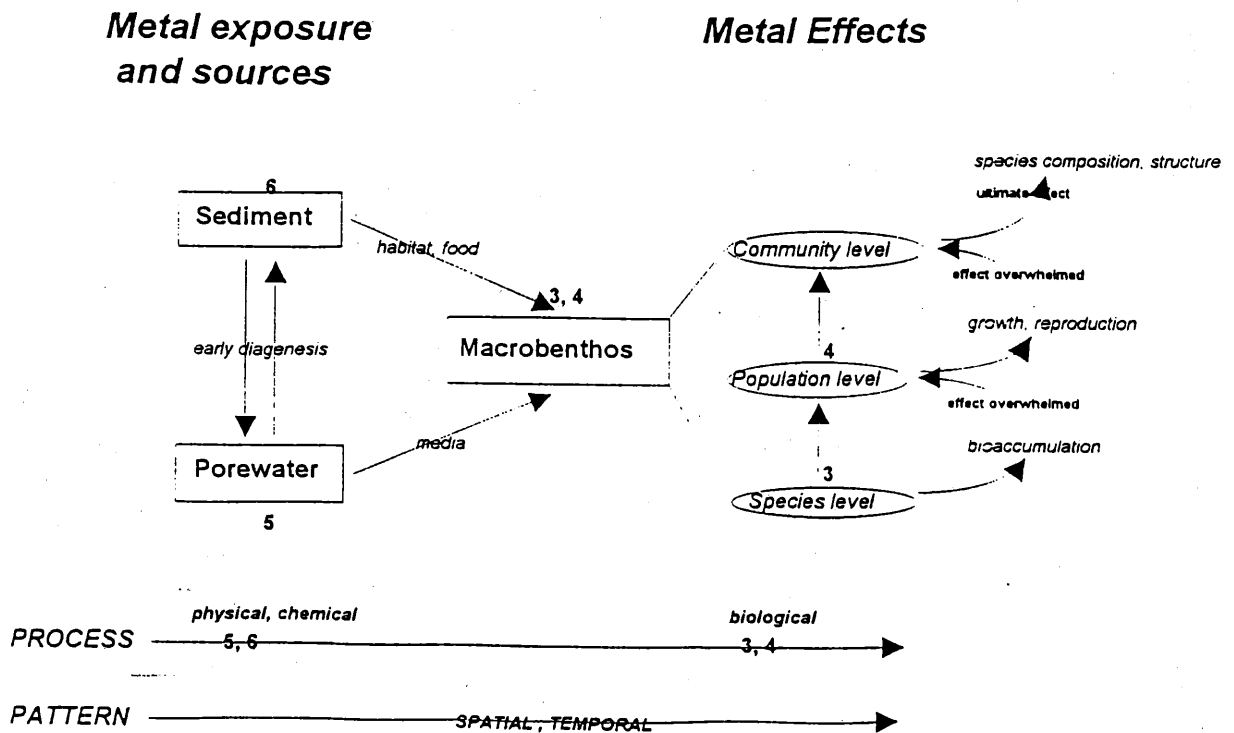 Metal exposure
and sources
Metal Effects
species composition, structure
6
ultimate effect
Sediment
habitat, food
Community level
effect overwhelmed
3, 4
growth, reproduction
early diagenesis
Macrobenthos
4
Population level
effect overwhelmed
media
bioaccumulation
Porewater
3
Species level
5
physical, chemical
biological
PROCESS
5, 6
3, 4
PATTERN
SPATIAL , TEMPORAL